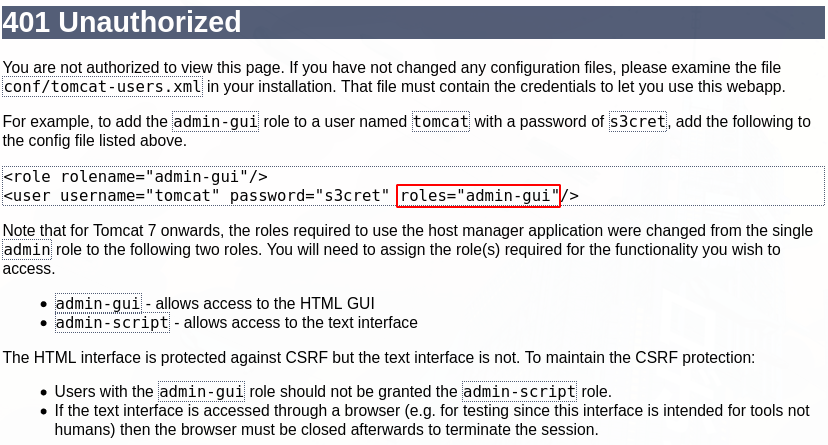 401 Unauthorized
You are not authorized to view this page. If you have not changed any configuration files, please examine the file
conf/tomcat-users.xml in your installation. That file must contain the credentials to let you use this webapp.
For example, to add the admin-gui role to a user named tomcat with a password of s3cret, add the following to
the config file listed above.
<role rolename="admin-gui"/>
<user username="tomcat" password="s3cret" roles="admin-gui"/>
Note that for Tomcat 7 onwards, the roles required to use the host manager application were changed from the single
admin role to the following two roles. You will need to assign the role(s) required for the functionality you wish to
access.
• admin-gui - allows access to the HTML GUI
• admin-script - allows access to the text interface
The HTML interface is protected against CSRF but the text interface is not. To maintain the CSRF protection:
• Users with the admin-gui role should not be granted the admin-script role.
• If the text interface is accessed through a browser (e.g. for testing since this interface is intended for tools not
humans) then the browser must be closed afterwards to terminate the session.